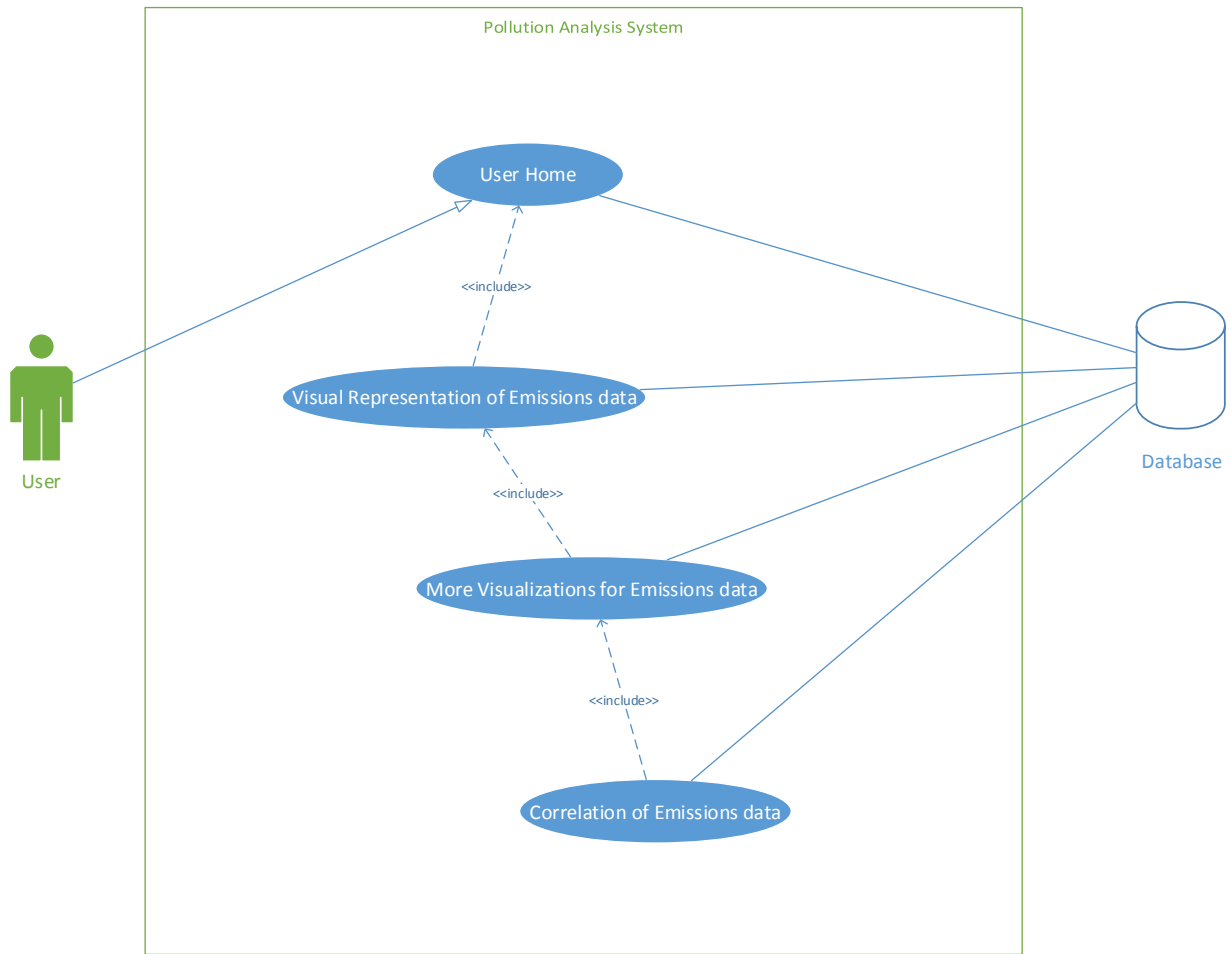 Pollution Analysis System
User Home
<<include>>
Visual Representation of Emissions data
User
Database
<<include>>
More Visualizations for Emissions data
<<include>>
Correlation of Emissions data